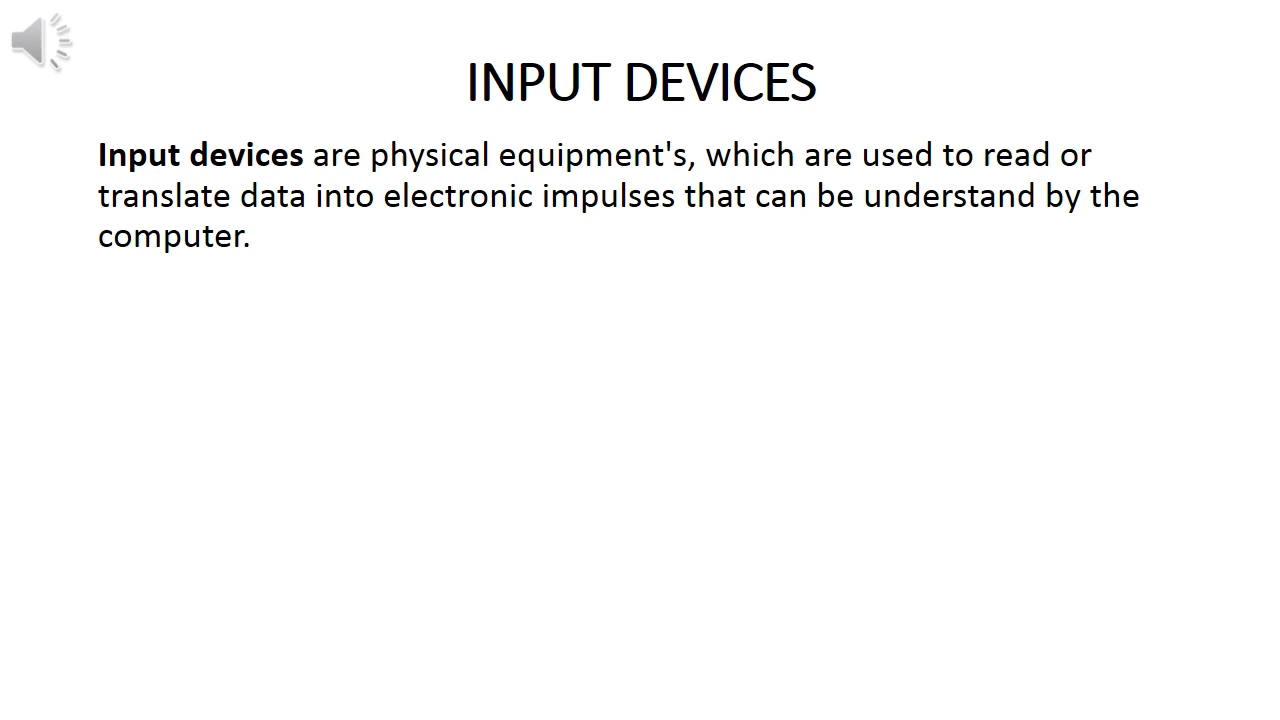 INPUT DEVICES
Input devices are physical equipment's, which are used to read or
translate data into electronic impulses that can be understand by the
computer.